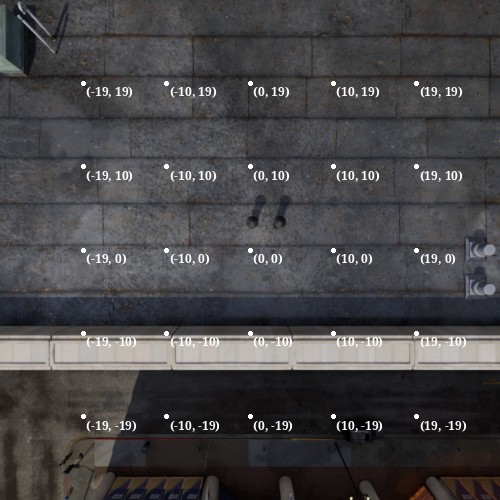 (-19, 19) (-10, 19) (0, 19) (10, 19) (19, 19)
(-19, 10) (-10, 10) (0, 10) (10, 10) (19, 10)
(-19, 0) (-10, 0) (0, 0) (10, 0) (19, 0)
(-19, -10) (-10, -10) (0, -10) (10, -10) (19, -10)
(-19, -19) (-10, -19) (0, -19) (10, -19) (19, -19)